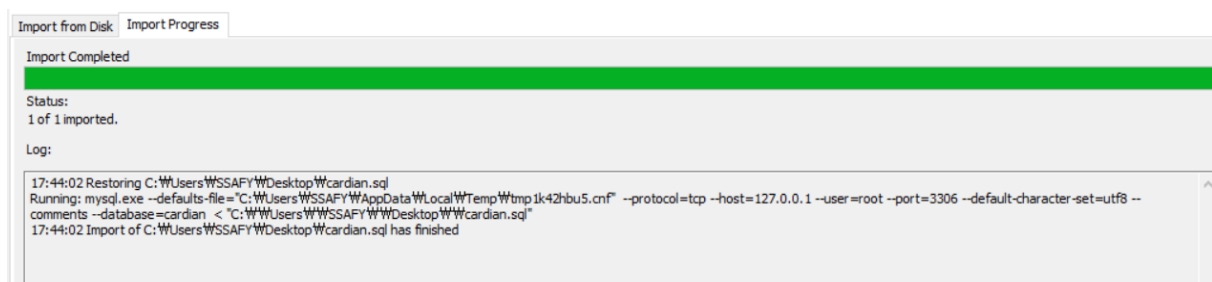 Import from Disk Import Progress
Import Completed
Status:
1 of 1 imported.
Log:
17:44:02 Restoring C:₩Users₩SSAFY₩Desktop₩cardian.sql
Running: mysql.exe --defaults-file="C:₩Users₩SSAFY₩AppData₩Local₩Temp₩tmp1k42hbu5.cnf"  --protocol=tcp --host=127.0.0.1 --user=root --port=3306 --default-character-set=utf8 --
comments --database=cardian  < "C:₩₩Users₩₩SSAFY₩₩Desktop₩₩cardian.sql"
17:44:02 Import of C:₩Users₩SSAFY₩Desktop₩cardian.sql has finished